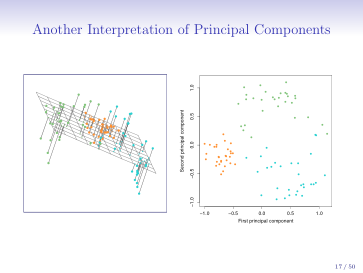 Another Interpretation of Principal Components
Second principal component
1.0
0.5
0.0
-0.5
-1.0
-1.0 -0.5 0.0 0.5 1.0
First principal component
17 / 50